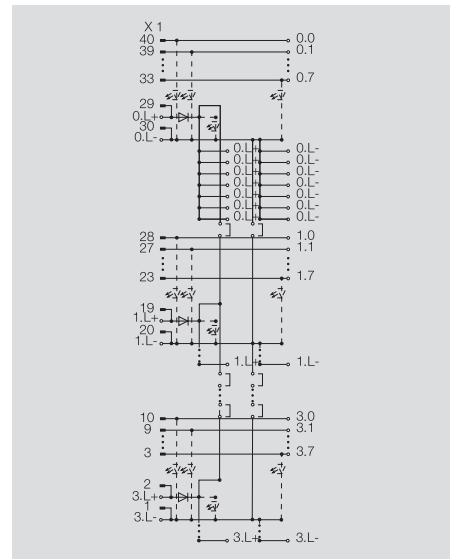 X 1
40 0.0
39 0.1
33 0.7
29
0.L+
30
0.L-
0.L+ 0.L-
0.L+ 0.L-
0.L+ 0.L-
0.L+ 0.L-
0.L+ 0.L-
0.L+ 0.L-
0.L+ 0.L-
28 1.0
27 1.1
23 1.7
19
1.L+
20
1.L-
1.L+ 1.L-
10 3.0
9 3.1
3 3.7
2
3.L+
1
3.L-
3.L+ 3.L-